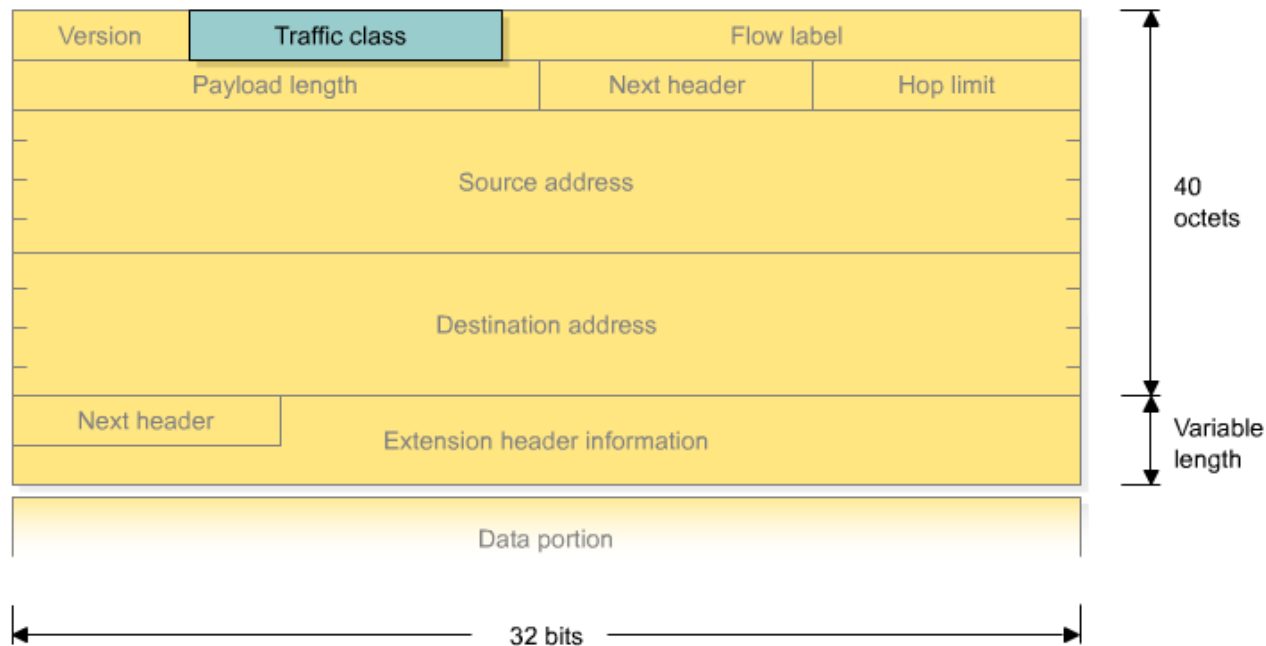 Version Traffic class Flow label
Payload length Next header Hop limit
Source address
40
octets
Destination address
Next header
Extension header information
Variable
length
Data portion
32 bits